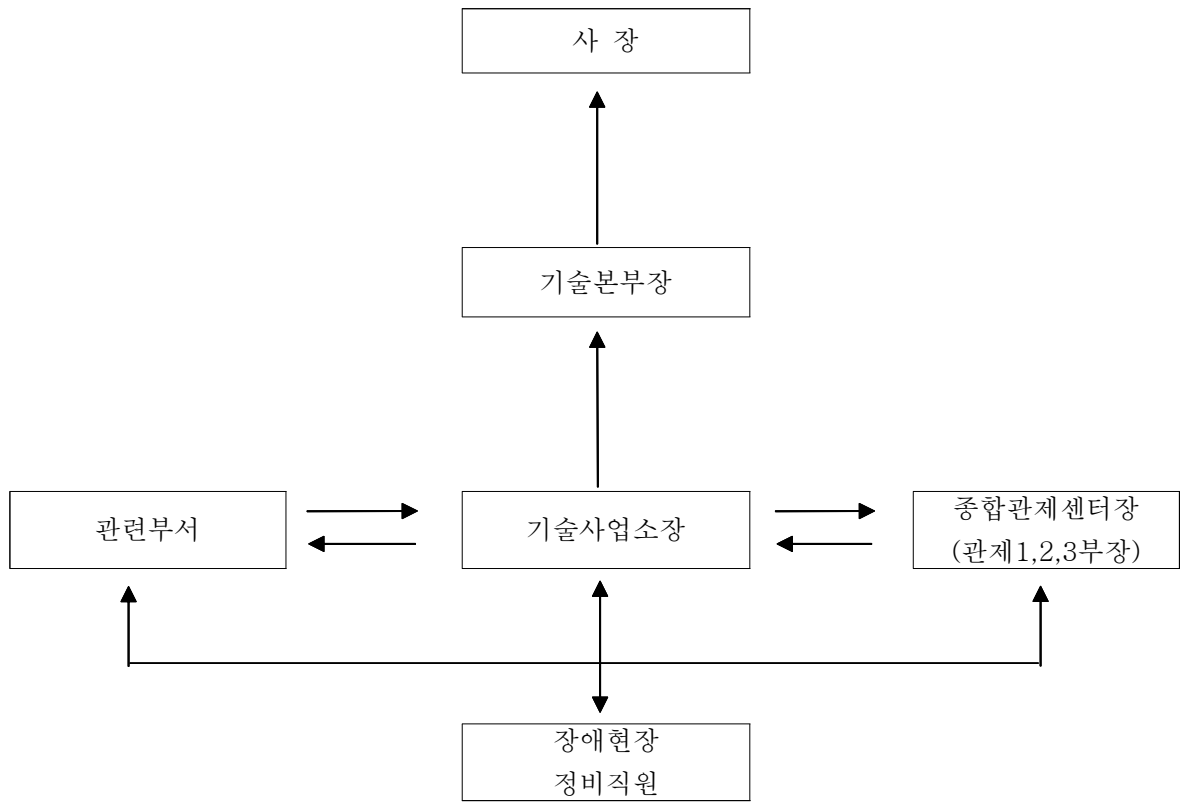 사 장
기술본부장
관련부서
기술사업소장
종합관제센터장
(관제1,2,3부장)
장애현장
정비직원